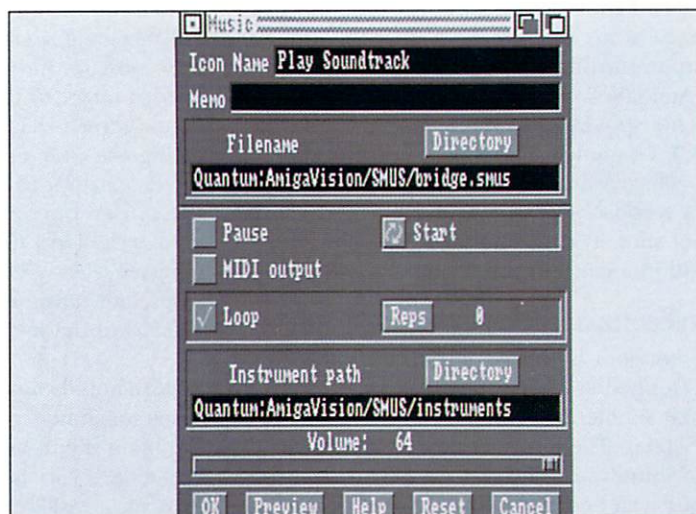 Music
Icon Name Play Soundtrack
Memo
Filename Directory
Quantum:AmigaVision/SMUS/bridge.smus
Pause Start
MIDI output
Loop Reps 0
Instrument path Directory
Quantum:AmigaVision/SMUS/instruments
Volume: 64
OK Preview Help Reset Cancel